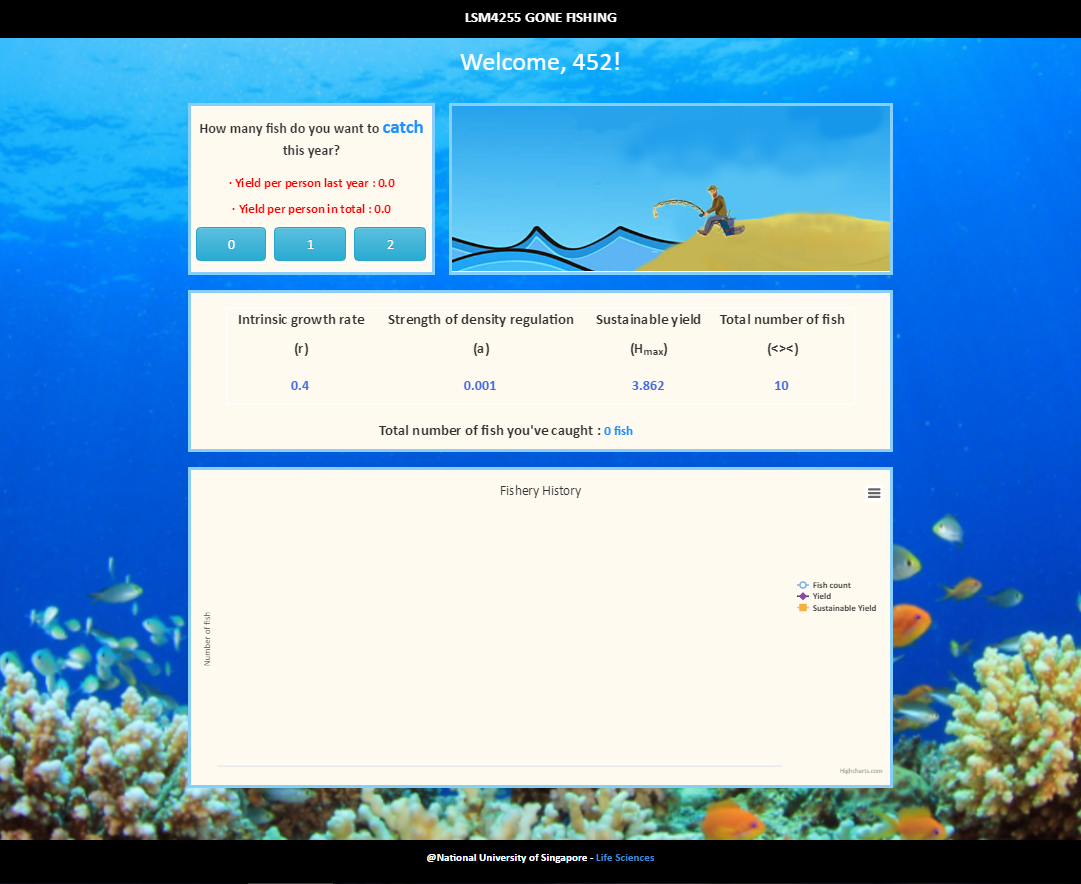 LSM4255 GONE FISHING
Welcome, 452!
How many fish do you want to catch
this year?
· Yield per person last year : 0.0
· Yield per person in total : 0.0
0 1 2
Intrinsic growth rate Strength of density regulation Sustainable yield Total number of fish
(r) (a) (Hmax) (<><)
0.4 0.001 3.862 10
Total number of fish you've caught : 0 fish
Fishery History
Number of fish
Fish count
Yield
Sustainable Yield
Highcharts.com
@National University of Singapore - Life Sciences